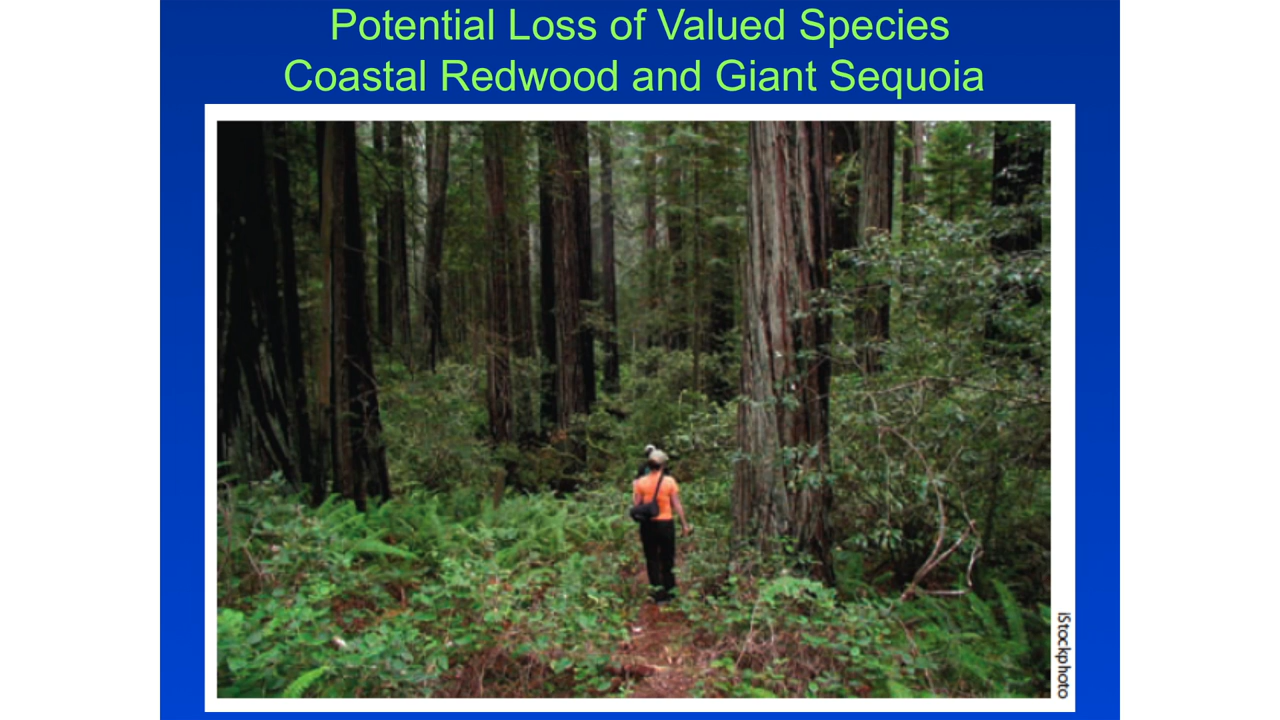 Potential Loss of Valued Species
Coastal Redwood and Giant Sequoia
iStockphoto